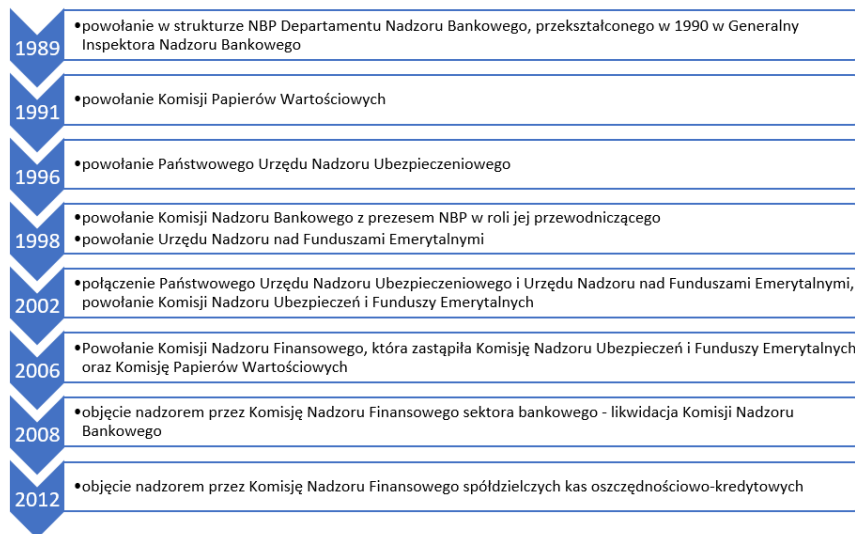 1989
•powołanie w strukturze NBP Departamentu Nadzoru Bankowego, przekształconego w 1990 w Generalny
Inspektora Nadzoru Bankowego
1991
•powołanie Komisji Papierów Wartościowych
1996
•powołanie Państwowego Urzędu Nadzoru Ubezpieczeniowego
1998
•powołanie Komisji Nadzoru Bankowego z prezesem NBP w roli jej przewodniczącego
•powołanie Urzędu Nadzoru nad Funduszami Emerytalnymi
2002
•połączenie Państwowego Urzędu Nadzoru Ubezpieczeniowego i Urzędu Nadzoru nad Funduszami Emerytalnymi,
powołanie Komisji Nadzoru Ubezpieczeń i Funduszy Emerytalnych
2006
•Powołanie Komisji Nadzoru Finansowego, która zastąpiła Komisję Nadzoru Ubezpieczeń i Funduszy Emerytalnych
oraz Komisję Papierów Wartościowych
2008
•objęcie nadzorem przez Komisję Nadzoru Finansowego sektora bankowego - likwidacja Komisji Nadzoru
Bankowego
2012
•objęcie nadzorem przez Komisję Nadzoru Finansowego spółdzielczych kas oszczędnościowo-kredytowych